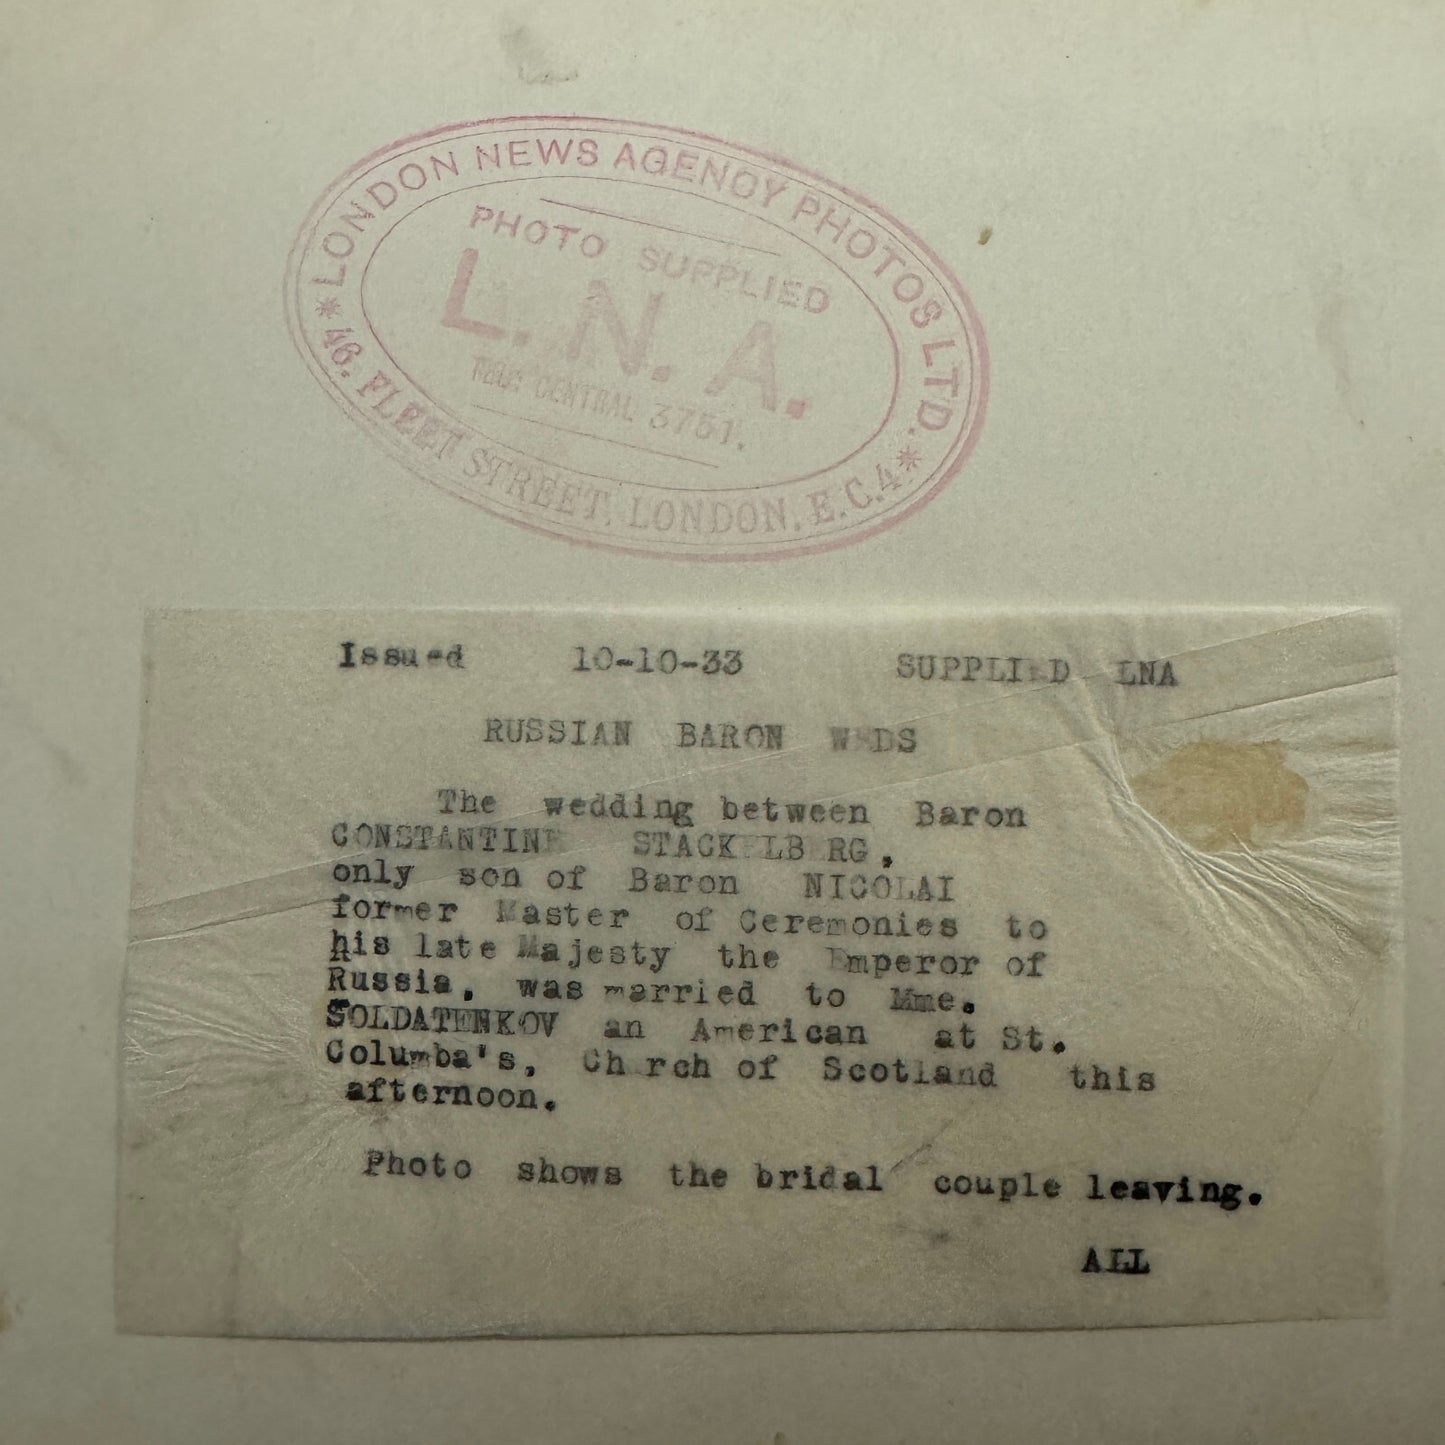 LONDON NEWS AGENCY PHOTOS LTD.
PHOTO SUPPLIED
L. N. A.
CENTRAL 3751.
* 46, FLEET STREET, LONDON, E.C.4 *
Issued 10-10-33 SUPPLIED LNA
RUSSIAN BARON WEDS
The wedding between Baron
CONSTANTINE STACKELBERG,
only son of Baron NICOLAI
former Master of Ceremonies to
his late Majesty the Emperor of
Russia, was married to Mme.
SOLDATENKOV an American at St.
Columba's, Church of Scotland this
afternoon.
Photo shows the bridal couple leaving.
ALL